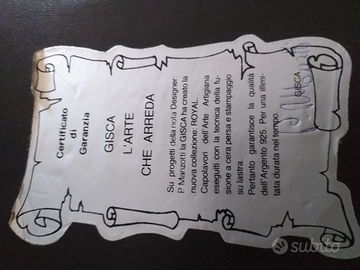 Certificato
di
Garanzia
GISCA
L'ARTE
CHE ARREDA
Su progetti della nota Designer
P. Manzotti la GISCA ha creato la
nuova collezione: ROYAL.
Capolavori dell'Arte Artigiana
eseguiti con la tecnica della fu-
sione a cera persa e stampaggio
su lastra.
Pertanto garantisce la qualità
dell'Argento 925. Per una illimi-
tata durata nel tempo.
GISCA
subito